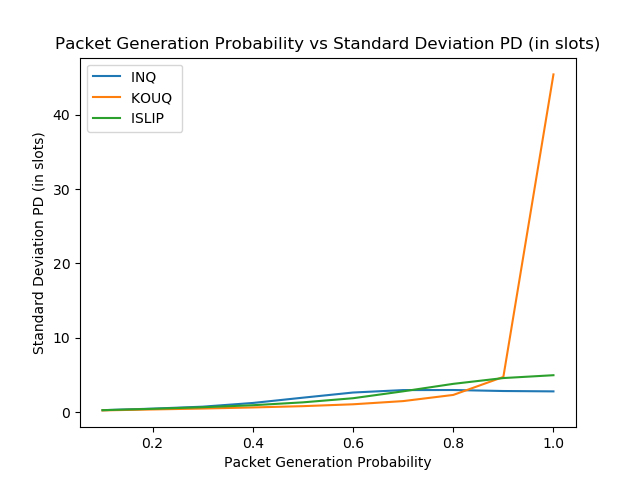 Packet Generation Probability vs Standard Deviation PD (in slots)
INQ
KOUQ
ISLIP
Standard Deviation PD (in slots)
40
30
20
10
0
0.2 0.4 0.6 0.8 1.0
Packet Generation Probability